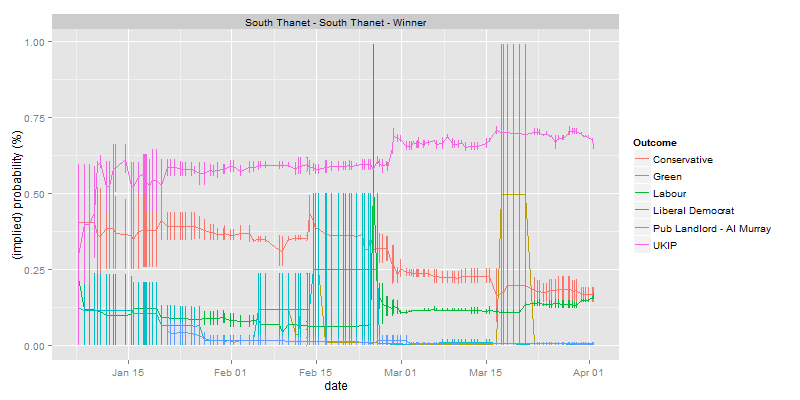 South Thanet - South Thanet - Winner
1.00
0.75
0.50
0.25
0.00
(implied) probability (%)
Jan 15
Feb 01
Feb 15
Mar 01
Mar 15
Apr 01
date
Outcome
Conservative
Green
Labour
Liberal Democrat
Pub Landlord - Al Murray
UKIP